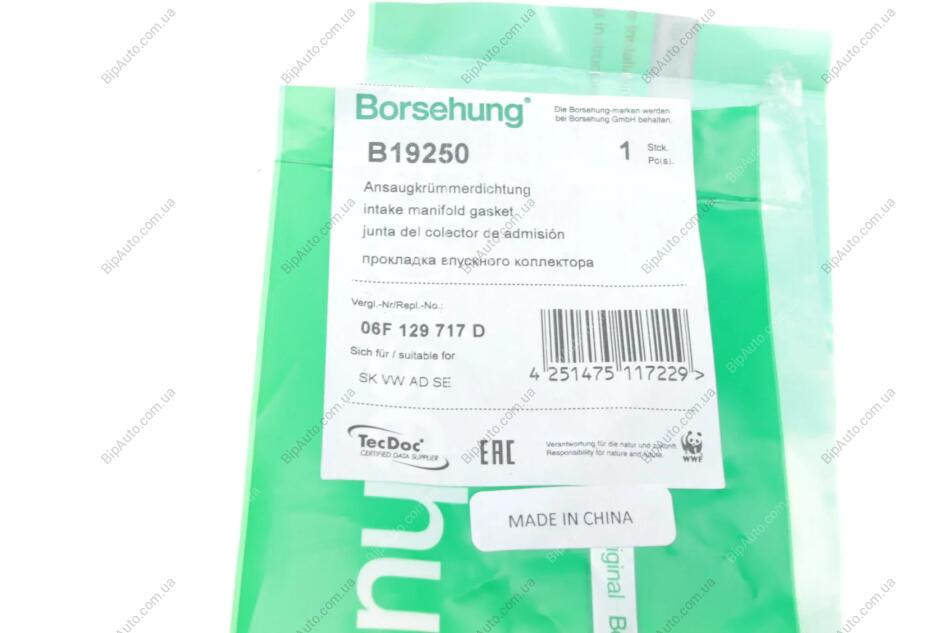 Borsehung®
Die Borsehung-marken werden
bei Borsehung GmbH behalten.
B19250
1 Stck.
Pc(s).
Ansaugkrümmerdichtung
intake manifold gasket
junta del colector de admisión
прокладка впускного коллектора
Vergl.-Nr/Repl.-No.:
06F 129 717 D
Sich für / suitable for
SK VW AD SE
4 251475 117229 >
TecDoc®
CERTIFIED DATA SUPPLIER
EAC
Verantwortung für die natur und zukunft.
Responsibility for nature and future.
WWF
MADE IN CHINA
hu
iginal
BipAuto.com.ua